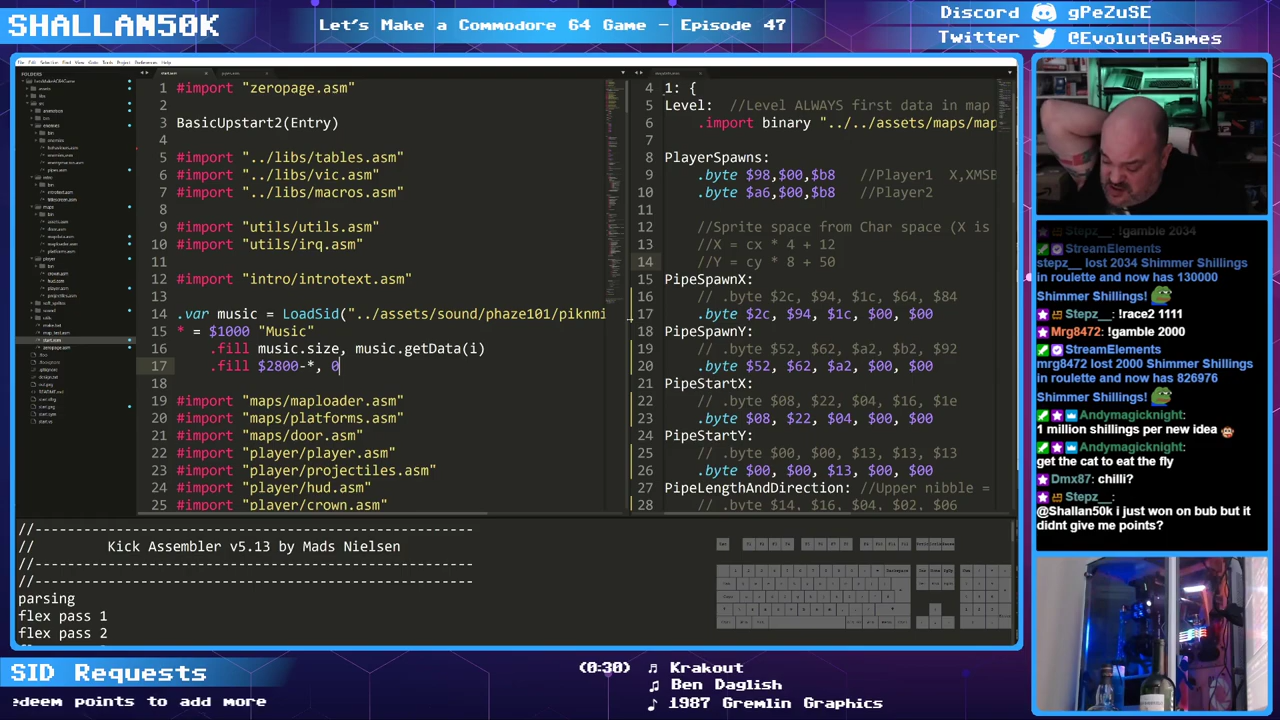 SHALLAN50K
Let's Make a Commodore 64 Game - Episode 47
Discord gPeZuSE
Twitter @EvoluteGames
FOLDERS
1 #import "zeropage.asm"
2
3 BasicUpstart2(Entry)
4
5 #import "../libs/tables.asm"
6 #import "../libs/vic.asm"
7 #import "../libs/macros.asm"
8
9 #import "utils/utils.asm"
10 #import "utils/irq.asm"
11
12 #import "intro/introtext.asm"
13
14 .var music = LoadSid("../assets/sound/phaze101/piknmi
15 * = $1000 "Music"
16 .fill music.size, music.getData(i)
17 .fill $2800-*, 0
18
19 #import "maps/maploader.asm"
20 #import "maps/platforms.asm"
21 #import "maps/door.asm"
22 #import "player/player.asm"
23 #import "player/projectiles.asm"
24 #import "player/hud.asm"
25 #import "player/crown.asm"
4 1: {
5 Level: //Level ALWAYS first data in map
6 .import binary "../../assets/maps/map
7
8 PlayerSpawns:
9 .byte $98,$00,$b8 //Player1 X,XMSB
10 .byte $a6,$00,$b8 //Player2
11
12 //Sprite space from Char space (X is
13 //X = cx * 4 + 12
14 //Y = cy * 8 + 50
15 PipeSpawnX:
16 // .byte $2c, $94, $1c, $64, $84
17 .byte $2c, $94, $1c, $00, $00
18 PipeSpawnY:
19 // .byte $52, $62, $a2, $b2, $92
20 .byte $52, $62, $a2, $00, $00
21 PipeStartX:
22 // .byte $08, $22, $04, $16, $1e
23 .byte $08, $22, $04, $00, $00
24 PipeStartY:
25 // .byte $00, $00, $13, $13, $13
26 .byte $00, $00, $13, $00, $00
27 PipeLengthAndDirection: //Upper nibble =
28 // .byte $14, $16, $04, $02, $06
//------------------------------------------------
// Kick Assembler v5.13 by Mads Nielsen
//------------------------------------------------
//------------------------------------------------
parsing
flex pass 1
flex pass 2
Stepz__: !gamble 2034
StreamElements:
stepz_ lost 2034 Shimmer Shillings
in roulette and now has 130000
Shimmer Shillings!
Stepz__: !race2 1111
Mrg8472: !gamble 2000
StreamElements:
mrg8472 lost 2000 Shimmer Shillings
in roulette and now has 826976
Shimmer Shillings!
Andymagicknight:
1 million shillings per new idea
Andymagicknight:
get the cat to eat the fly
Dmx87: chilli?
Stepz__:
@Shallan50k i just won on bub but it
didnt give me points?
SID Requests
edeem points to add more
(0:30) Krakout
Ben Daglish
1987 Gremlin Graphics